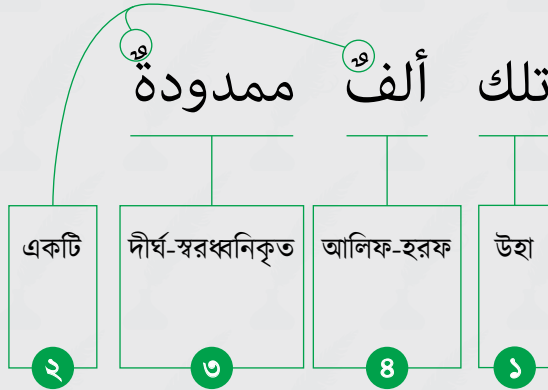 تلك ألفٌ ممدودةٌ
একটি দীর্ঘ-স্বরধ্বনিকৃত আলিফ-হরফ উহা
২ ৩ ৪ ১